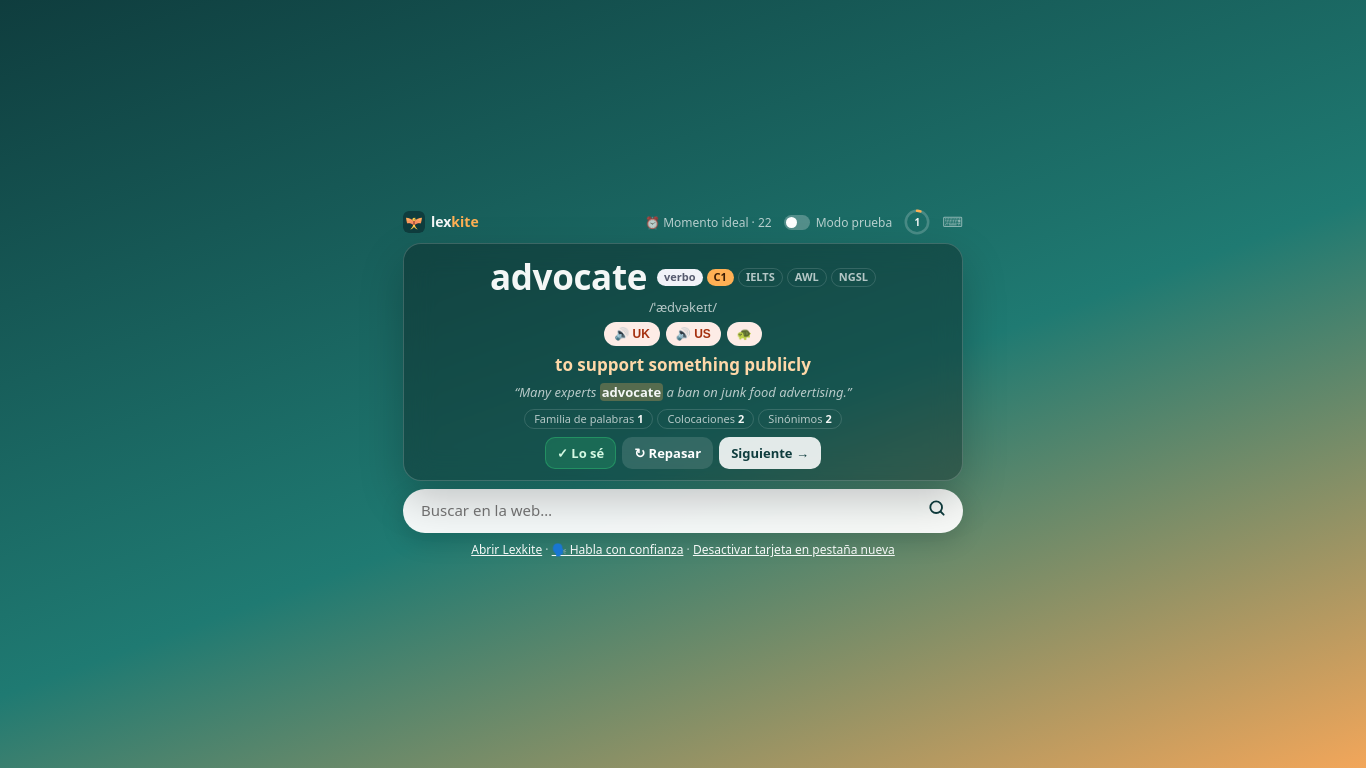 lexkite
⏰ Momento ideal · 22 Modo prueba 1
advocate verbo C1 IELTS AWL NGSL
/ˈædvəkeɪt/
🔊 UK 🔊 US 🐢
to support something publicly
“Many experts advocate a ban on junk food advertising.”
Familia de palabras 1 Colocaciones 2 Sinónimos 2
✓ Lo sé ↻ Repasar Siguiente →
Buscar en la web...
Abrir Lexkite · 🗣️ Habla con confianza · Desactivar tarjeta en pestaña nueva